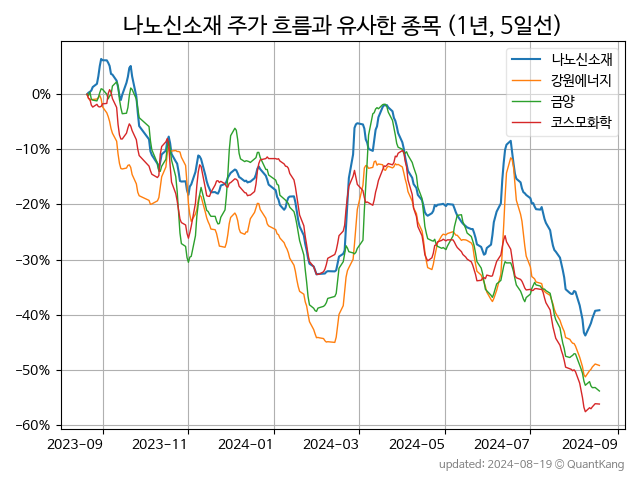 나노신소재 주가 흐름과 유사한 종목 (1년, 5일선)
나노신소재
강원에너지
금양
코스모화학
0%
−10%
−20%
−30%
−40%
−50%
−60%
2023-09
2023-11
2024-01
2024-03
2024-05
2024-07
2024-09
updated: 2024-08-19 © QuantKang